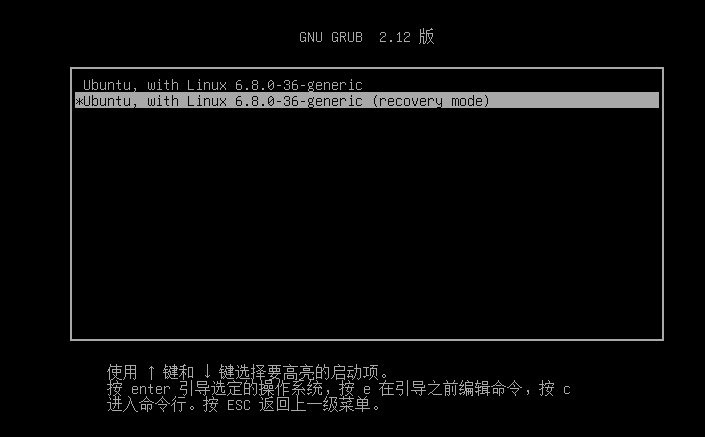 GNU GRUB  2.12 版
Ubuntu, with Linux 6.8.0-36-generic
*Ubuntu, with Linux 6.8.0-36-generic (recovery mode)
使用 ↑ 键和 ↓ 键选择要高亮的启动项。
按 enter 引导选定的操作系统, 按 e 在引导之前编辑命令, 按 c
进入命令行。按 ESC 返回上一级菜单。